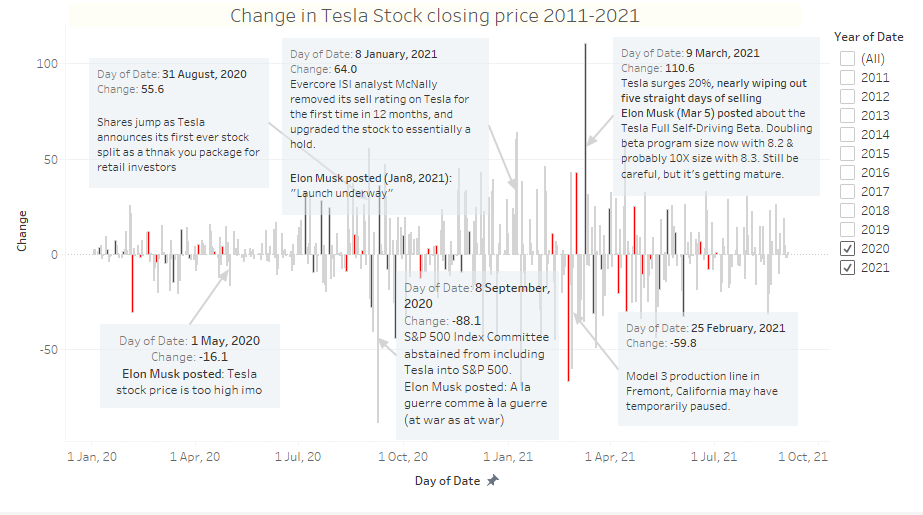 Change in Tesla Stock closing price 2011-2021
Year of Date
(All)
2011
2012
2013
2014
2015
2016
2017
2018
2019
2020
2021
Change
100
50
0
-50
Day of Date: 31 August, 2020
Change: 55.6
Shares jump as Tesla
announces its first ever stock
split as a thnak you package for
retail investors
Day of Date: 8 January, 2021
Change: 64.0
Evercore ISI analyst McNally
removed its sell rating on Tesla for
the first time in 12 months, and
upgraded the stock to essentially a
hold.
Elon Musk posted (Jan8, 2021):
"Launch underway"
Day of Date: 9 March, 2021
Change: 110.6
Tesla surges 20%, nearly wiping out
five straight days of selling
Elon Musk (Mar 5) posted about the
Tesla Full Self-Driving Beta. Doubling
beta program size now with 8.2 &
probably 10X size with 8.3. Still be
careful, but it's getting mature.
Day of Date: 1 May, 2020
Change: -16.1
Elon Musk posted: Tesla
stock price is too high imo
Day of Date: 8 September,
2020
Change: -88.1
S&P 500 Index Committee
abstained from including
Tesla into S&P 500.
Elon Musk posted: A la
guerre comme à la guerre
(at war as at war)
Day of Date: 25 February, 2021
Change: -59.8
Model 3 production line in
Fremont, California may have
temporarily paused.
1 Jan, 20
1 Apr, 20
1 Jul, 20
1 Oct, 20
1 Jan, 21
1 Apr, 21
1 Jul, 21
1 Oct, 21
Day of Date